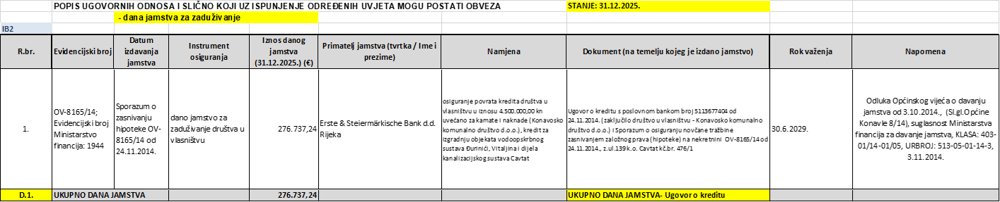 POPIS UGOVORNIH ODNOSA I SLIČNO KOJI UZ ISPUNJENJE ODREĐENIH UVJETA MOGU POSTATI OBVEZA
STANJE: 31.12.2025.
- dana jamstva za zaduživanje
IB2
R.br.
Evidencijski broj
Datum
izdavanja
jamstva
Instrument
osiguranja
Iznos danog
jamstva
(31.12.2025.) (€)
Primatelj jamstva (tvrtka / Ime i
prezime)
Namjena
Dokument (na temelju kojeg je izdano jamstvo)
Rok važenja
Napomena
1.
OV-8165/14;
Evidencijski broj
Ministarstvo
financija: 1944
Sporazum o
zasnivanju
hipoteke OV-
8165/14 od
24.11.2014.
dano jamstvo za
zaduživanje društva u
vlasništvu
276.737,24
Erste & Steiermärkische Bank d.d.
Rijeka
osiguranje povrata kredita društva u
vlasništvu u iznosu 4.500.000,00 kn
uvećano za kamate i naknade (Konavosko
komunalno društvo d.o.o.), kredit za
izgradnju objekata vodoopskrbnog
sustava Đurinići, Vitaljina i dijela
kanalizacijskog sustava Cavtat
Ugovor o kreditu s poslovnom bankom broj 5113677404 od
24.11.2014. (zaključilo društvo u vlasništvu - Konavosko komunalno
društvo d.o.o.) i Sporazum o osiguranju novčane tražbine
zasnivanjem založnog prava (hipoteke) na nekretnini OV-8165/14 od
24.11.2014., z.ul.139 k.o. Cavtat kč.br. 476/1
30.6.2029.
Odluka Općinskog vijeća o davanju
jamstva od 3.10.2014., (Sl.gl.Općine
Konavle 8/14), suglasnost Ministarstva
financija za davanje jamstva, KLASA: 403-
01/14-01/05, URBROJ: 513-05-01-14-3,
3.11.2014.
D.1.
UKUPNO DANA JAMSTVA
276.737,24
UKUPNO DANA JAMSTVA- Ugovor o kreditu